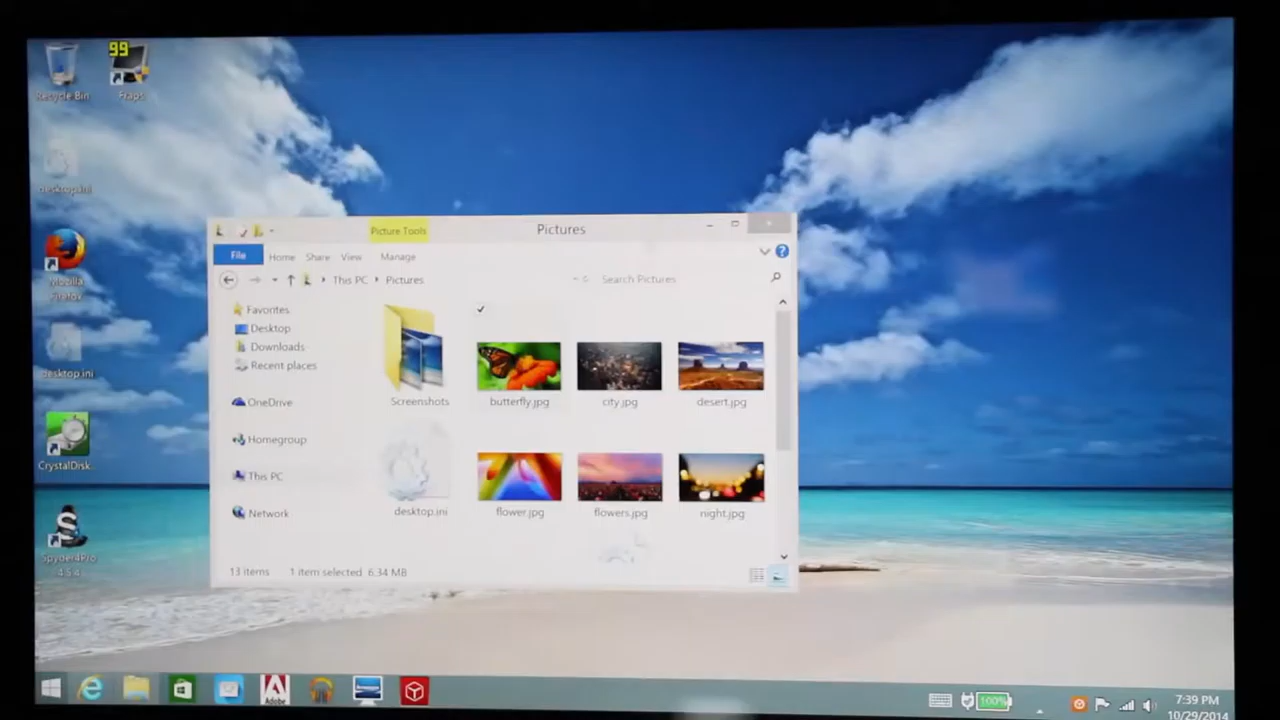 99
Recycle Bin
Fraps
desktop.ini
Mozilla
Firefox
desktop.ini
CrystalDisk...
Spyder4Pro
4.5.4
Picture Tools
Pictures
File
Home
Share
View
Manage
This PC
Pictures
Search Pictures
Favorites
Desktop
Downloads
Recent places
OneDrive
Homegroup
This PC
Network
Screenshots
butterfly.jpg
city.jpg
desert.jpg
desktop.ini
flower.jpg
flowers.jpg
night.jpg
13 items
1 item selected 6.34 MB
Adobe
100%
7:39 PM
10/29/2014